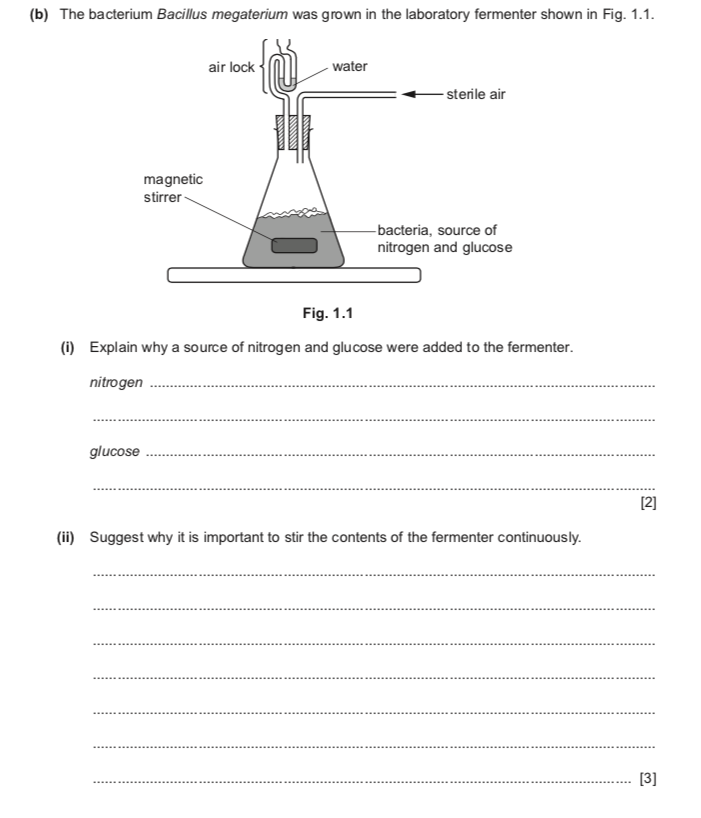 (b) The bacterium Bacillus megaterium was grown in the laboratory fermenter shown in Fig. 1.1.
air lock
water
sterile air
magnetic
stirrer
bacteria, source of
nitrogen and glucose
Fig. 1.1
(i) Explain why a source of nitrogen and glucose were added to the fermenter.
nitrogen
glucose
[2]
(ii) Suggest why it is important to stir the contents of the fermenter continuously.
[3]